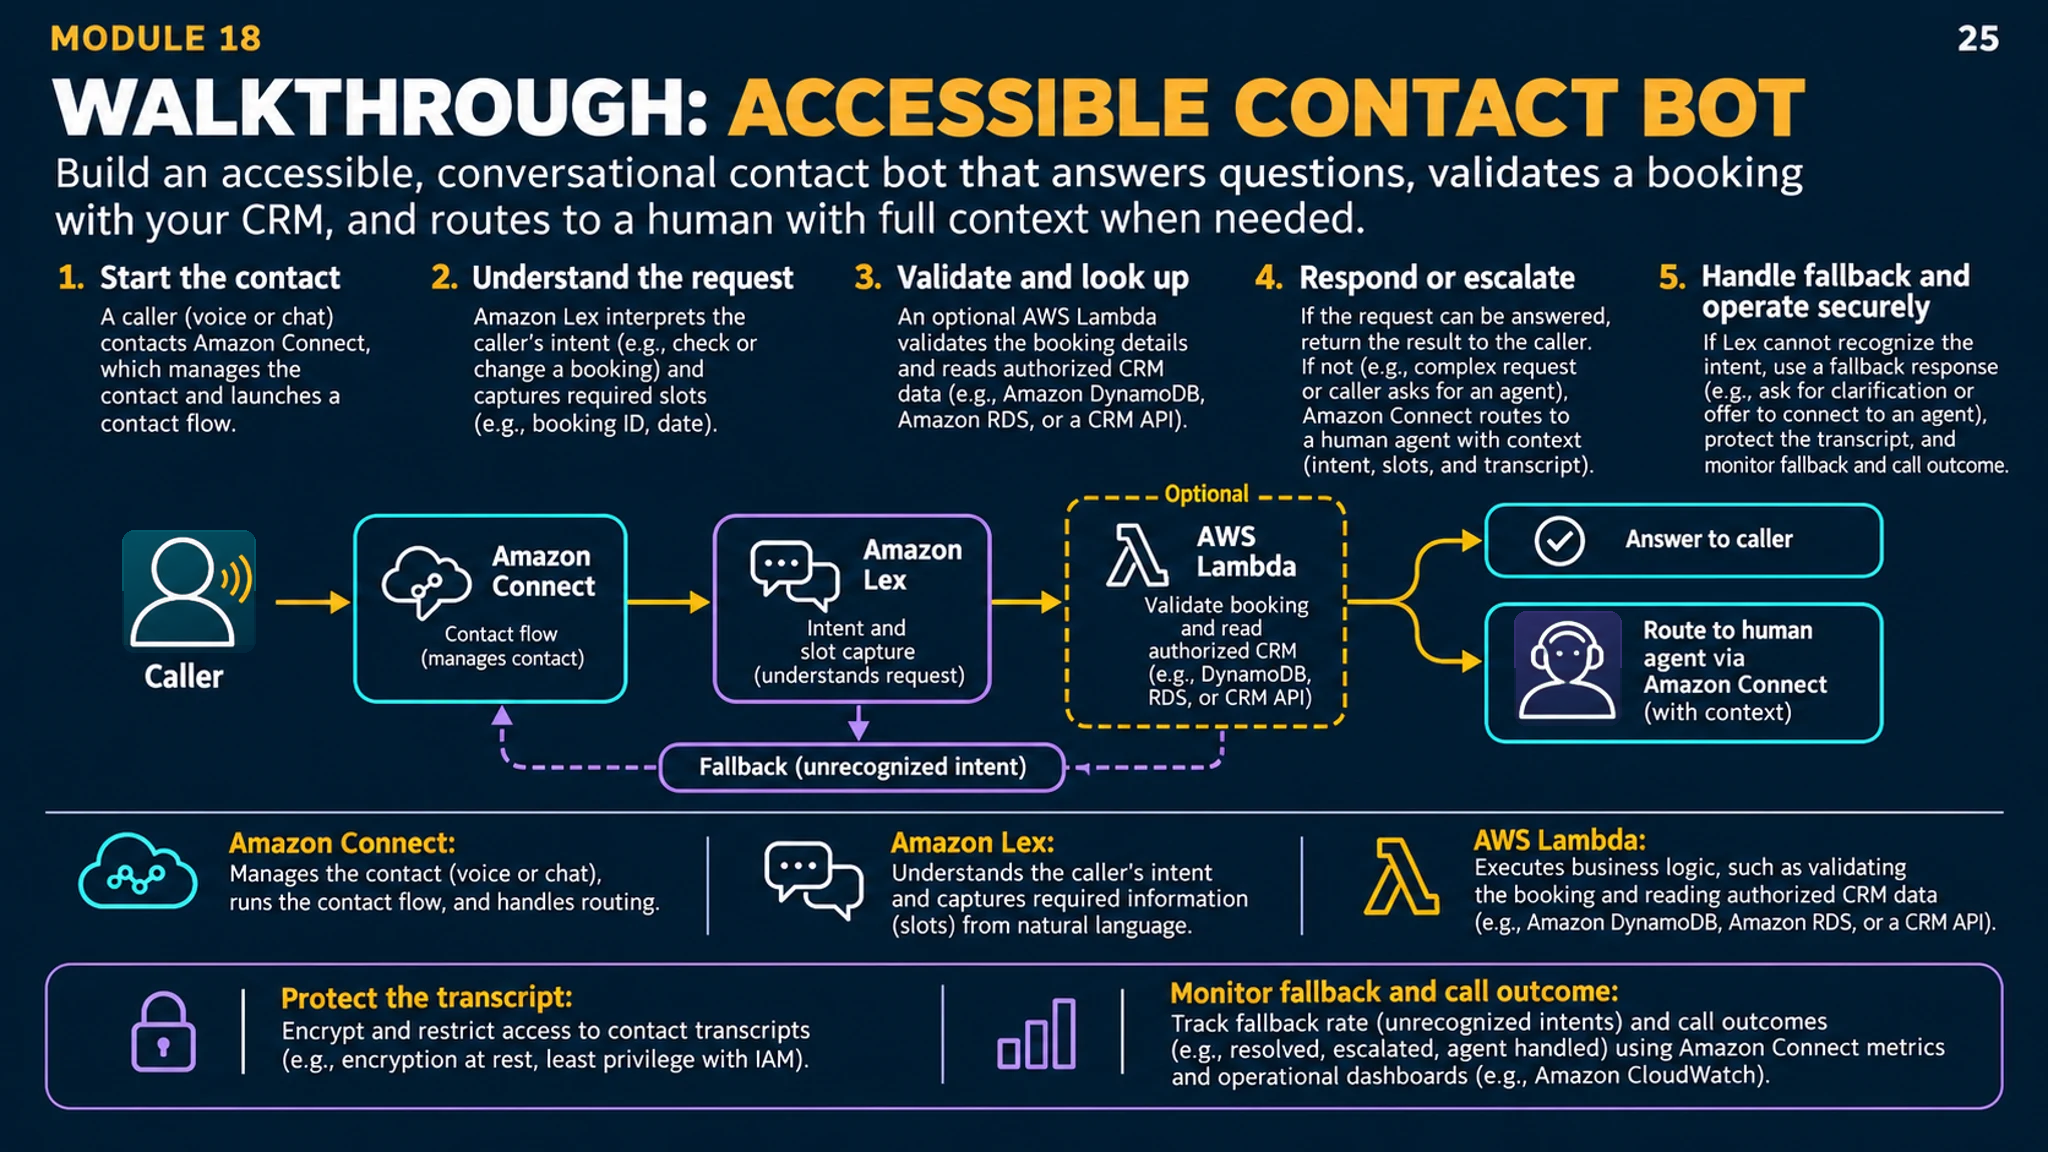 MODULE 18
25
WALKTHROUGH: ACCESSIBLE CONTACT BOT
Build an accessible, conversational contact bot that answers questions, validates a booking
with your CRM, and routes to a human with full context when needed.
1. Start the contact
A caller (voice or chat)
contacts Amazon Connect,
which manages the
contact and launches a
contact flow.
2. Understand the request
Amazon Lex interprets the
caller's intent (e.g., check or
change a booking) and
captures required slots
(e.g., booking ID, date).
3. Validate and look up
An optional AWS Lambda
validates the booking details
and reads authorized CRM
data (e.g., Amazon DynamoDB,
Amazon RDS, or a CRM API).
4. Respond or escalate
If the request can be answered,
return the result to the caller.
If not (e.g., complex request
or caller asks for an agent),
Amazon Connect routes to
a human agent with context
(intent, slots, and transcript).
5. Handle fallback and
operate securely
If Lex cannot recognize the
intent, use a fallback response
(e.g., ask for clarification or
offer to connect to an agent),
protect the transcript, and
monitor fallback and call outcome.
Caller
Amazon
Connect
Contact flow
(manages contact)
Amazon
Lex
Intent and
slot capture
(understands request)
Optional
AWS
Lambda
Validate booking
and read
authorized CRM
(e.g., DynamoDB,
RDS, or CRM API)
Answer to caller
Route to human
agent via
Amazon Connect
(with context)
Fallback (unrecognized intent)
Amazon Connect:
Manages the contact (voice or chat),
runs the contact flow, and handles routing.
Amazon Lex:
Understands the caller's intent
and captures required information
(slots) from natural language.
AWS Lambda:
Executes business logic, such as validating
the booking and reading authorized CRM data
(e.g., Amazon DynamoDB, Amazon RDS, or a CRM API).
Protect the transcript:
Encrypt and restrict access to contact transcripts
(e.g., encryption at rest, least privilege with IAM).
Monitor fallback and call outcome:
Track fallback rate (unrecognized intents) and call outcomes
(e.g., resolved, escalated, agent handled) using Amazon Connect metrics
and operational dashboards (e.g., Amazon CloudWatch).